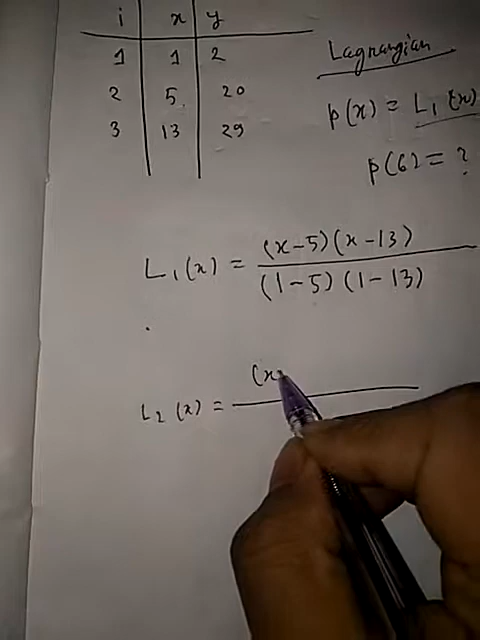 i x y
1 1 2
2 5 20
3 13 29
Lagrangian
p(x) = L₁(x)
p(6) = ?
L₁(x) = (x-5)(x-13)
(1-5)(1-13)
L₂(x) = (x